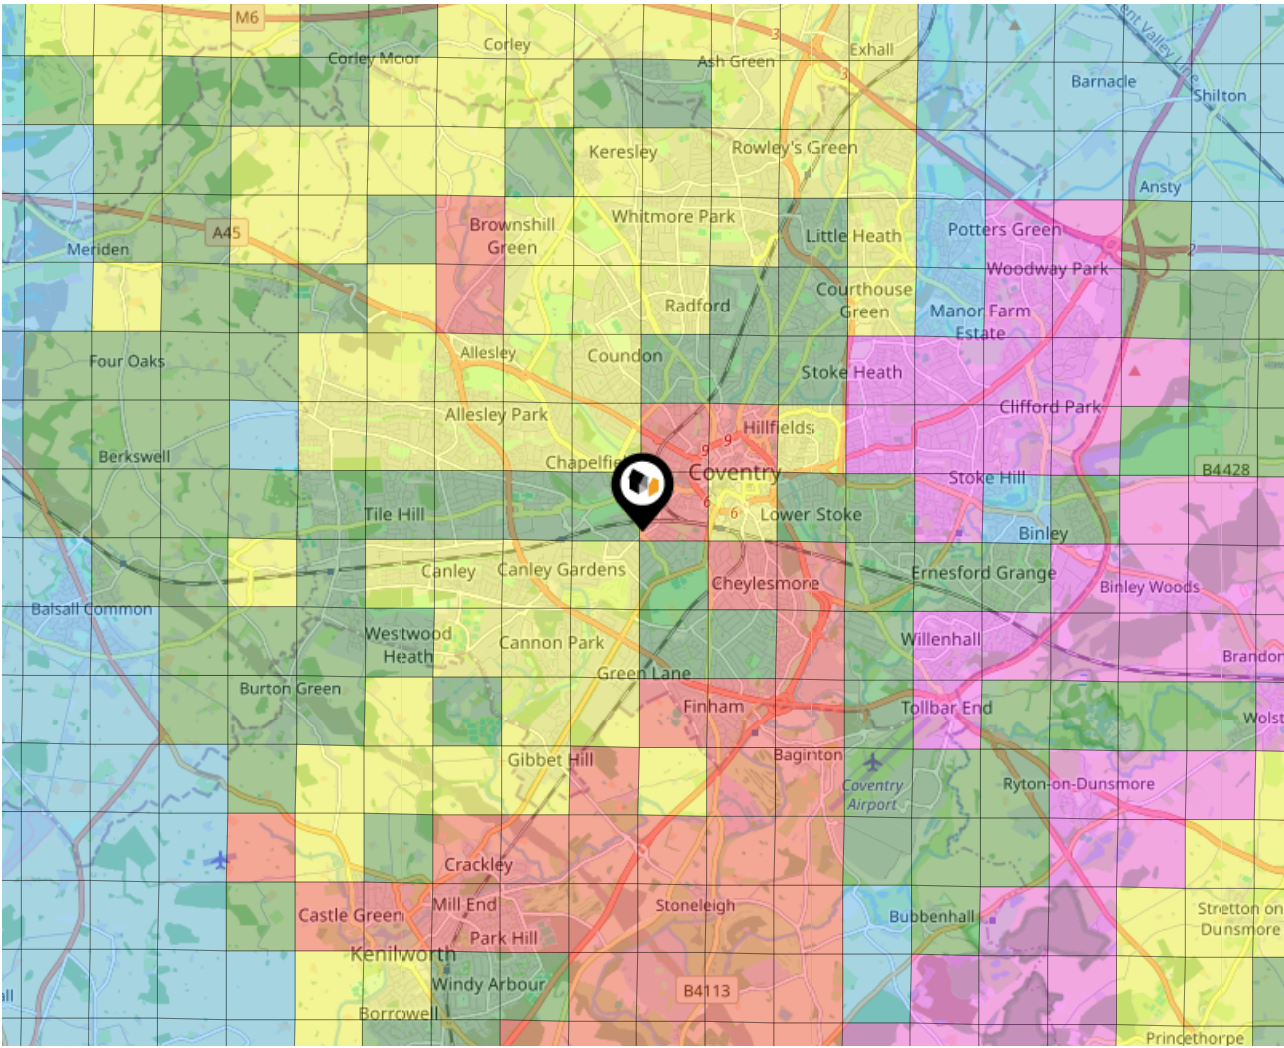 M6
Corley
3
Exhall
Corley Moor
Ash Green
3
ent Valley Line
Barnacle
Shilton
Keresley
Rowley's Green
Ansty
Whitmore Park
Brownshill
Green
A45
Little Heath
Potters Green
Meriden
2
Woodway Park
Courthouse
Green
Radford
Manor Farm
Estate
Four Oaks
Allesley
Coundon
Stoke Heath
Allesley Park
Clifford Park
Hillfields
9
9
Berkswell
Chapelfie
Coventry
B4428
Stoke Hill
6
6
Tile Hill
Lower Stoke
Binley
Canley
Canley Gardens
Cheylesmore
Ernesford Grange
Binley Woods
Balsall Common
Westwood
Heath
Cannon Park
Willenhall
Brandon
Green Lane
Burton Green
Finham
Tollbar End
Wolst
Gibbet Hill
Baginton
Coventry
Airport
Ryton-on-Dunsmore
Crackley
Castle Green
Mill End
Stoneleigh
Bubbenhall
Stretton on
Dunsmore
Park Hill
Kenilworth
Windy Arbour
B4113
all
Borrowell
Princethorpe